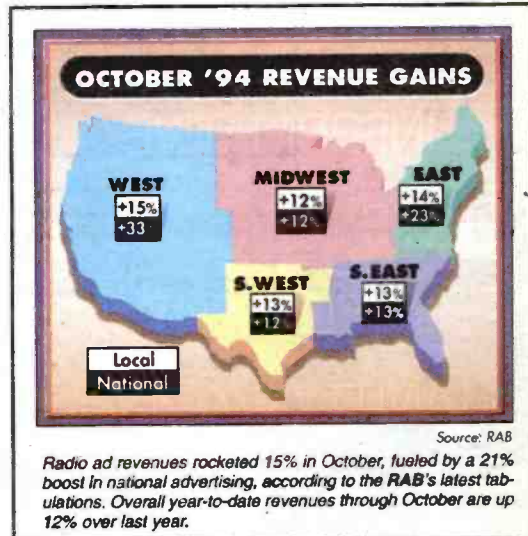 OCTOBER '94 REVENUE GAINS
WEST
+15%
+33
MIDWEST
+12%
+12%
EAST
+14%
+23%
S.WEST
+13%
+12%
S.EAST
+13%
+13%
Local
National
Source: RAB
Radio ad revenues rocketed 15% in October, fueled by a 21%
boost in national advertising, according to the RAB's latest tab-
ulations. Overall year-to-date revenues through October are up
12% over last year.